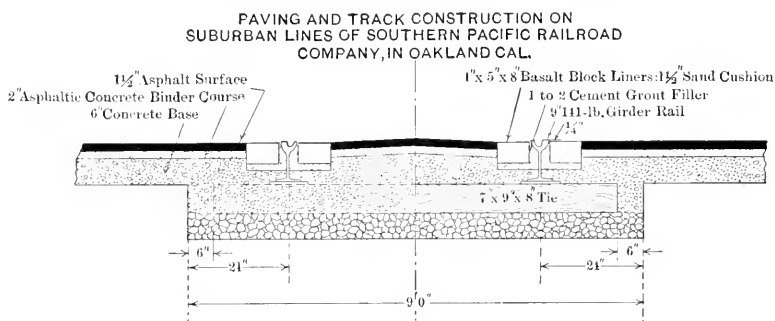 PAVING AND TRACK CONSTRUCTION ON
SUBURBAN LINES OF SOUTHERN PACIFIC RAILROAD
COMPANY, IN OAKLAND CAL.
1½" Asphalt Surface
2" Asphaltic Concrete Binder Course
6" Concrete Base
1" x 5" x 8" Basalt Block Liners: 1½" Sand Cushion
1 to 2 Cement Grout Filler
9" 141-lb. Girder Rail
¼"
7" x 9" x 8" Tie
6"
6"
24"
24"
9'0"